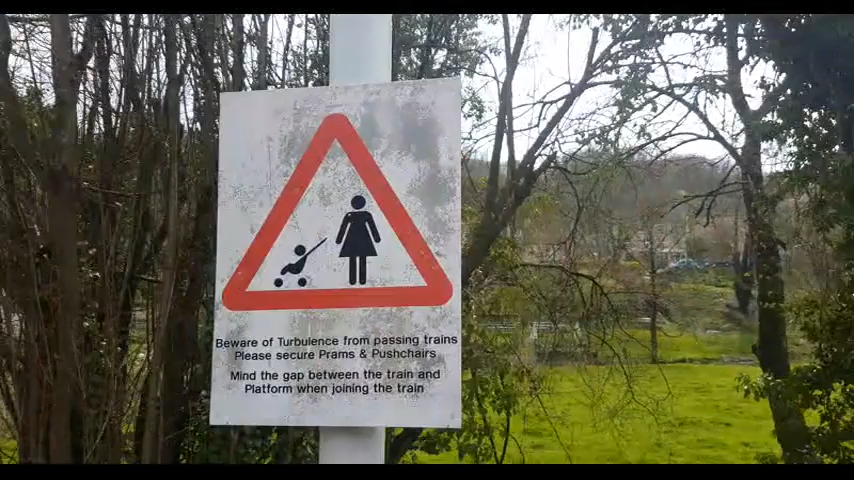 Beware of Turbulence from passing trains
Please secure Prams & Pushchairs
Mind the gap between the train and
Platform when joining the train